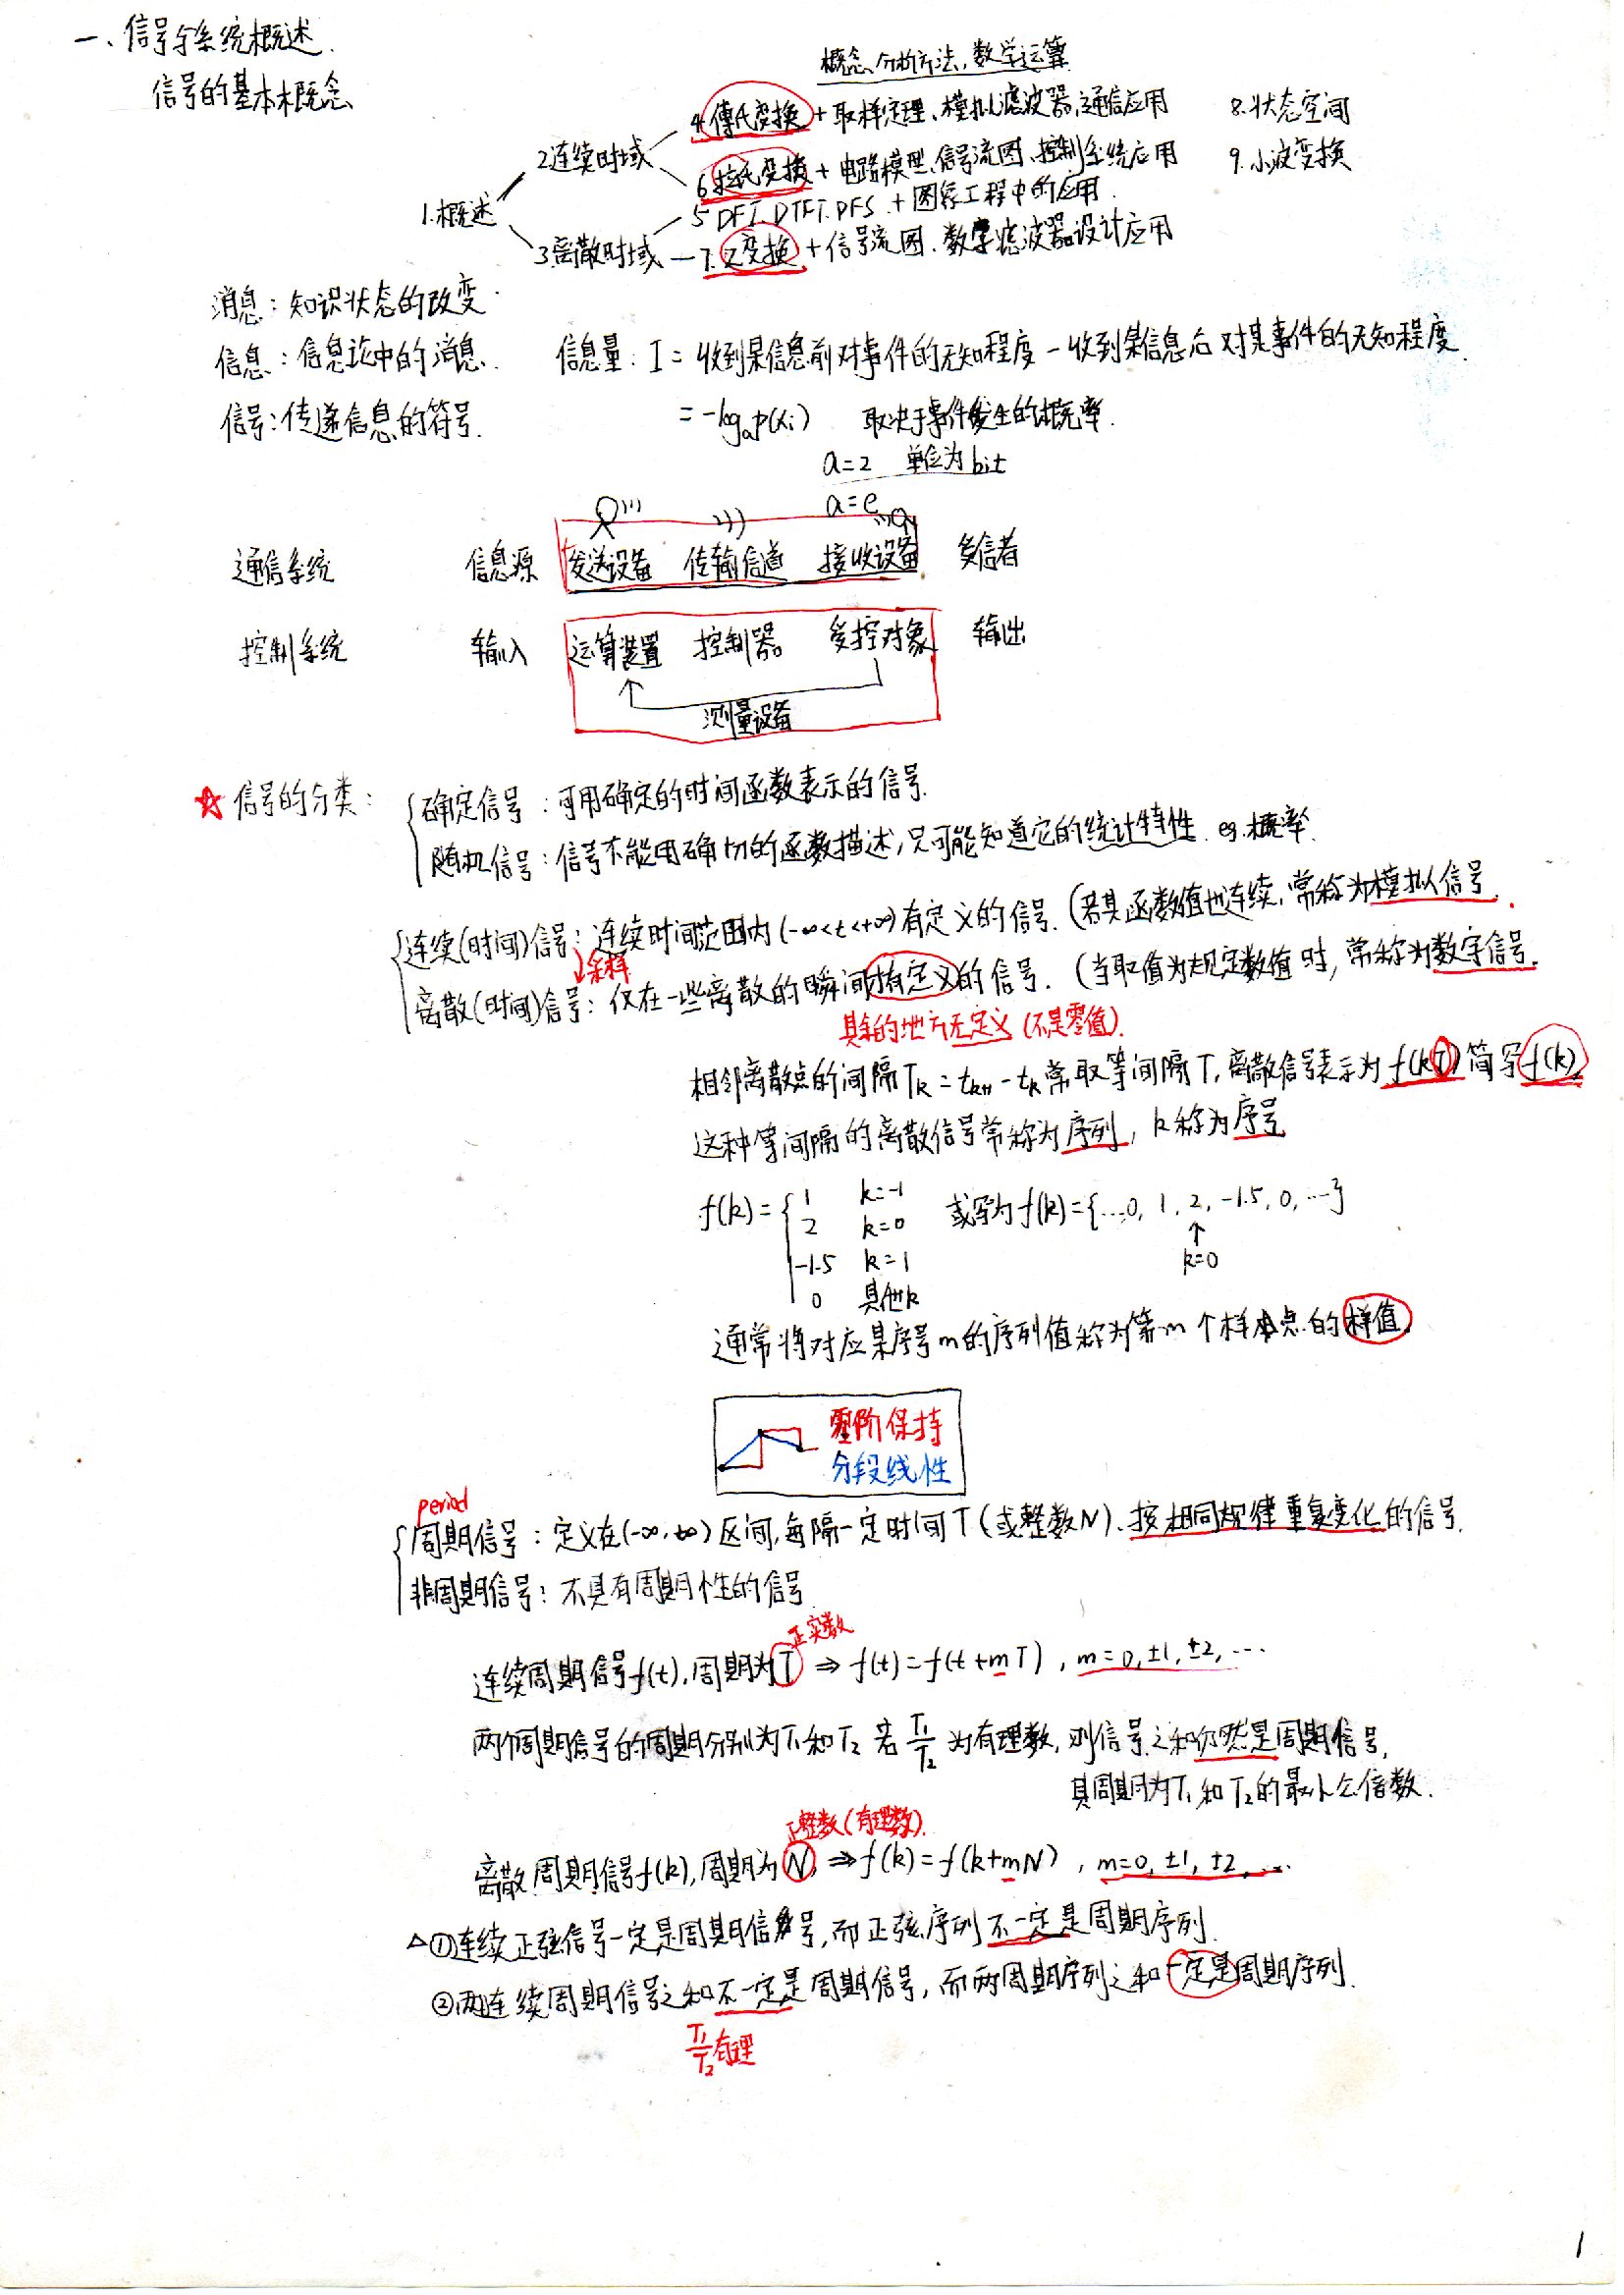 一、信号与系统概述.
信号的基本概念
概念、分析方法、数学运算
4.傅氏变换+取样定理、模拟滤波器、通信应用
8.状态空间
2连续时域
6拉氏变换+电路模型、信号流图、控制系统应用
9.小波变换
1.概述
5 DFT.DTFT.DFS.+图象工程中的应用.
3.离散时域
7.Z变换+信号流图、数字滤波器设计应用
消息:知识状态的改变.
信息:信息论中的消息.
信息量:I=收到某信息前对事件的无知程度-收到某信息后对某事件的无知程度.
信号:传递信息的符号.
=-logₐp(xᵢ) 取决于事件发生的概率.
a=2 单位为bit
a=e
通信系统 信息源 发送设备 传输信道 接收设备 受信者
控制系统 输入 运算装置 控制器 受控对象 输出
测量设备
☆信号的分类:
确定信号:可用确定的时间函数表示的信号.
随机信号:信号不能用确切的函数描述,只可能知道它的统计特性.eg.概率.
连续(时间)信号:连续时间范围内(-∞<t<+∞)有定义的信号.(若其函数值也连续,常称为模拟信号.
采样
离散(时间)信号:仅在一些离散的瞬间有定义的信号.(当取值为规定数值时,常称为数字信号.
其余的地方无定义(不是零值).
相邻离散点的间隔Tk=tk+1-tk常取等间隔T,离散信号表示为f(kT)简写f(k)
这种等间隔的离散信号常称为序列,k称为序号
f(k)={1 k=-1 或写为f(k)={…,0,1,2,-1.5,0,…}
2 k=0 ↑
-1.5 k=1 k=0
0 其他k
通常将对应某序号m的序列值称为第m个样本点的样值.
零阶保持
分段线性
period
周期信号:定义在(-∞,+∞)区间,每隔一定时间T(或整数N).按相同规律重复变化的信号.
非周期信号:不具有周期性的信号.
正实数
连续周期信号f(t),周期为T⇒f(t)=f(t+mT),m=0,±1,±2,…
两个周期信号的周期分别为T₁和T₂若T₁/T₂为有理数,则信号之和仍然是周期信号,
其周期为T₁和T₂的最小公倍数.
正整数(有理数).
离散周期信号f(k),周期为N,⇒f(k)=f(k+mN),m=0,±1,±2,…
△①连续正弦信号一定是周期信号,而正弦序列不一定是周期序列.
②两连续周期信号之和不一定是周期信号,而两周期序列之和一定是周期序列.
T₁/T₂有理
1